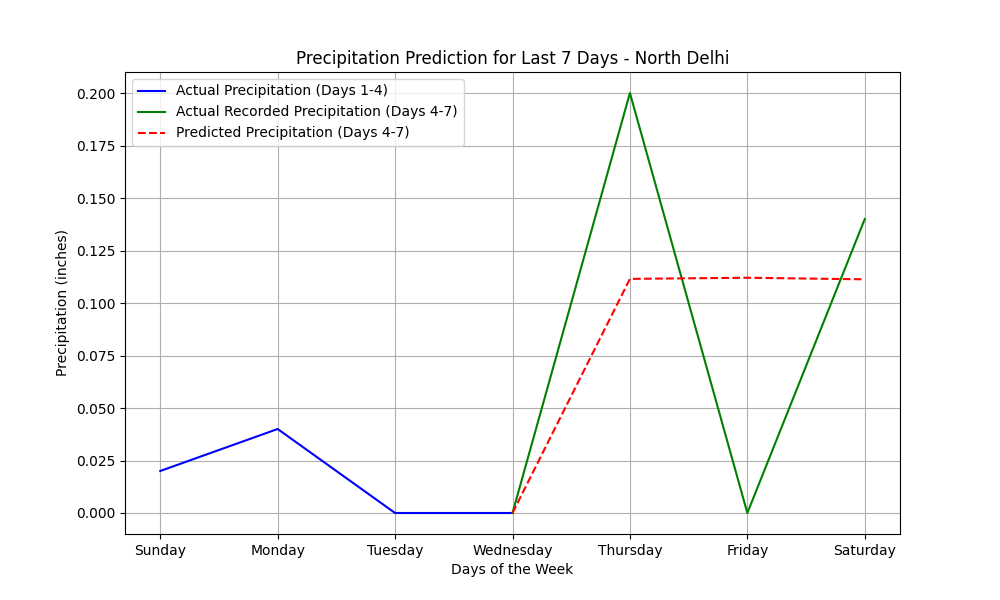 Precipitation Prediction for Last 7 Days - North Delhi
Actual Precipitation (Days 1-4)
Actual Recorded Precipitation (Days 4-7)
Predicted Precipitation (Days 4-7)
Precipitation (inches)
0.200
0.175
0.150
0.125
0.100
0.075
0.050
0.025
0.000
Sunday Monday Tuesday Wednesday Thursday Friday Saturday
Days of the Week